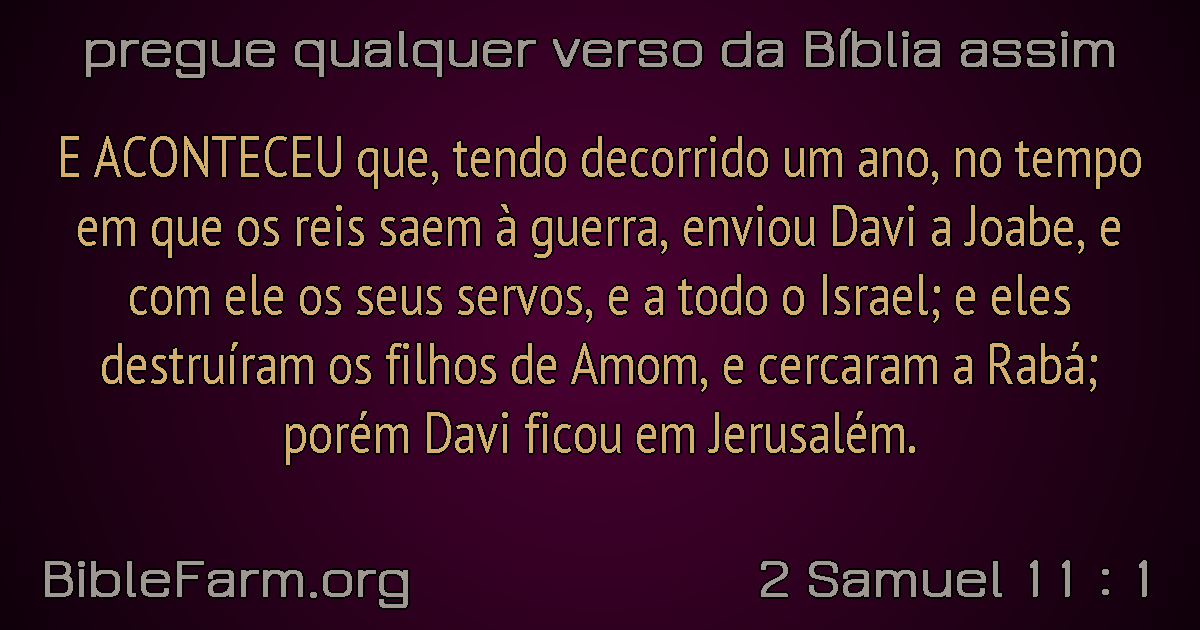 pregue qualquer verso da Bíblia assim
E ACONTECEU que, tendo decorrido um ano, no tempo
em que os reis saem à guerra, enviou Davi a Joabe, e
com ele os seus servos, e a todo o Israel; e eles
destruíram os filhos de Amom, e cercaram a Rabá;
porém Davi ficou em Jerusalém.
BibleFarm.org
2 Samuel 11 : 1